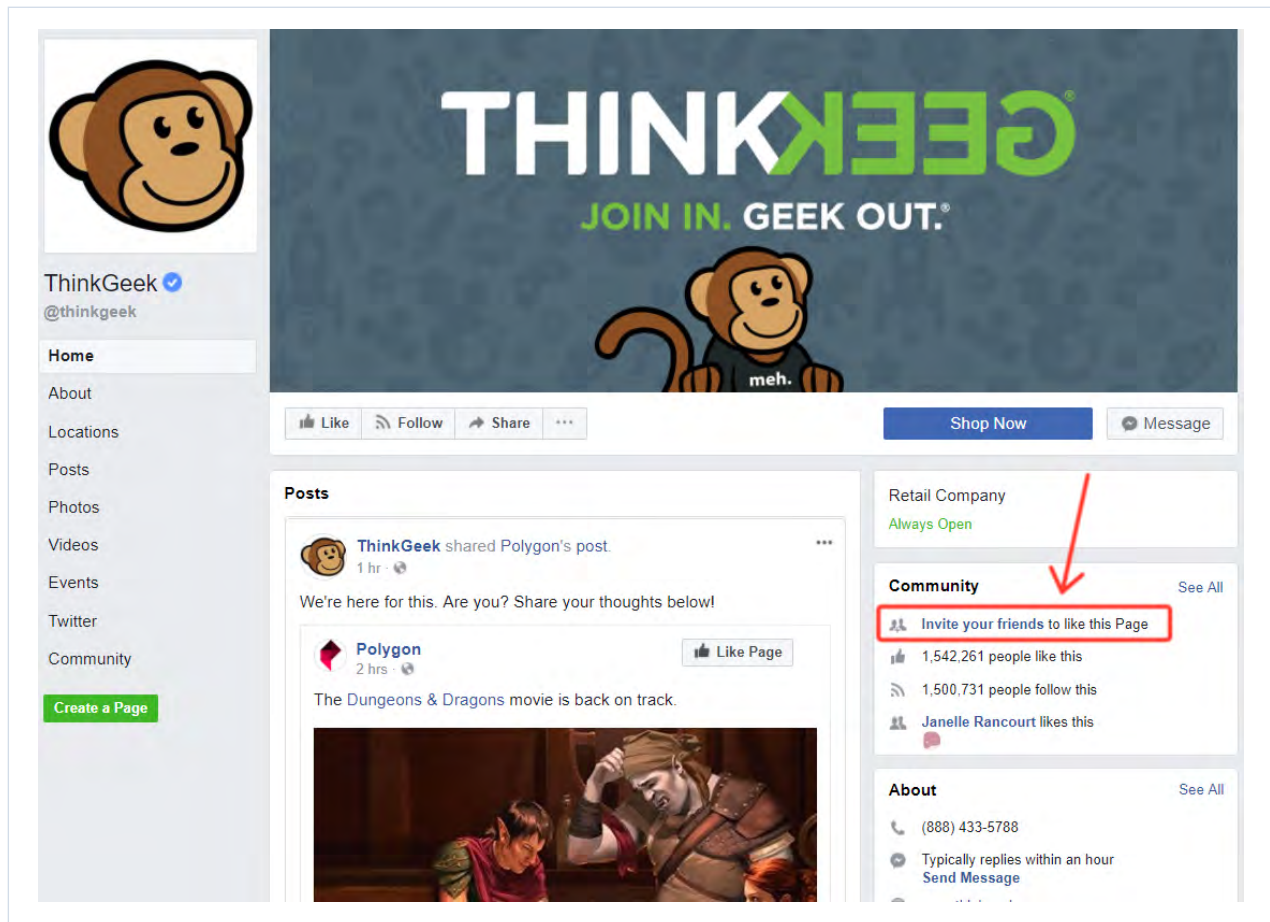 THINKGEEK®
JOIN IN. GEEK OUT.®
meh.
ThinkGeek
@thinkgeek
Home
About
Locations
Posts
Photos
Videos
Events
Twitter
Community
Create a Page
Like Follow Share ...
Shop Now Message
Posts
ThinkGeek shared Polygon's post.
1 hr ·
We're here for this. Are you? Share your thoughts below!
Polygon
2 hrs ·
Like Page
The Dungeons & Dragons movie is back on track.
Retail Company
Always Open
Community See All
Invite your friends to like this Page
1,542,261 people like this
1,500,731 people follow this
Janelle Rancourt likes this
About See All
(888) 433-5788
Typically replies within an hour
Send Message